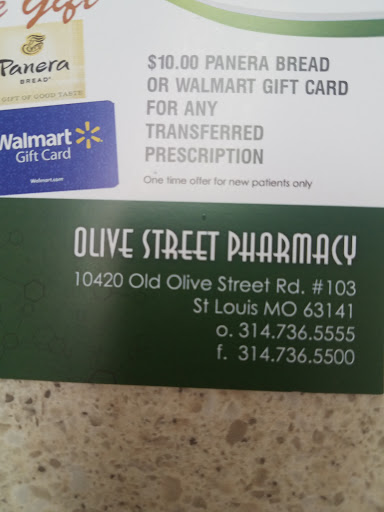 e Gift
Panera
BREAD®
GIFT OF GOOD TASTE
Walmart
Gift Card
Walmart.com
$10.00 PANERA BREAD
OR WALMART GIFT CARD
FOR ANY
TRANSFERRED
PRESCRIPTION
One time offer for new patients only
OLIVE STREET PHARMACY
10420 Old Olive Street Rd. #103
St Louis MO 63141
o. 314.736.5555
f. 314.736.5500